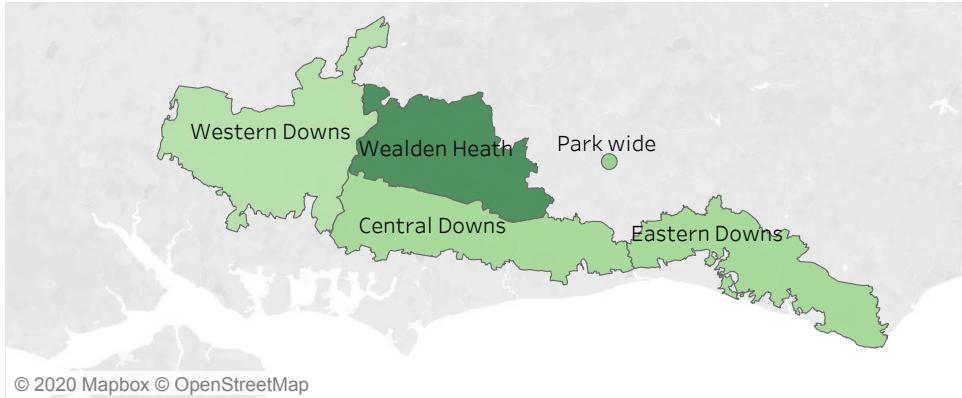 Western Downs
Wealden Heath
Park wide
Central Downs
Eastern Downs
© 2020 Mapbox © OpenStreetMap